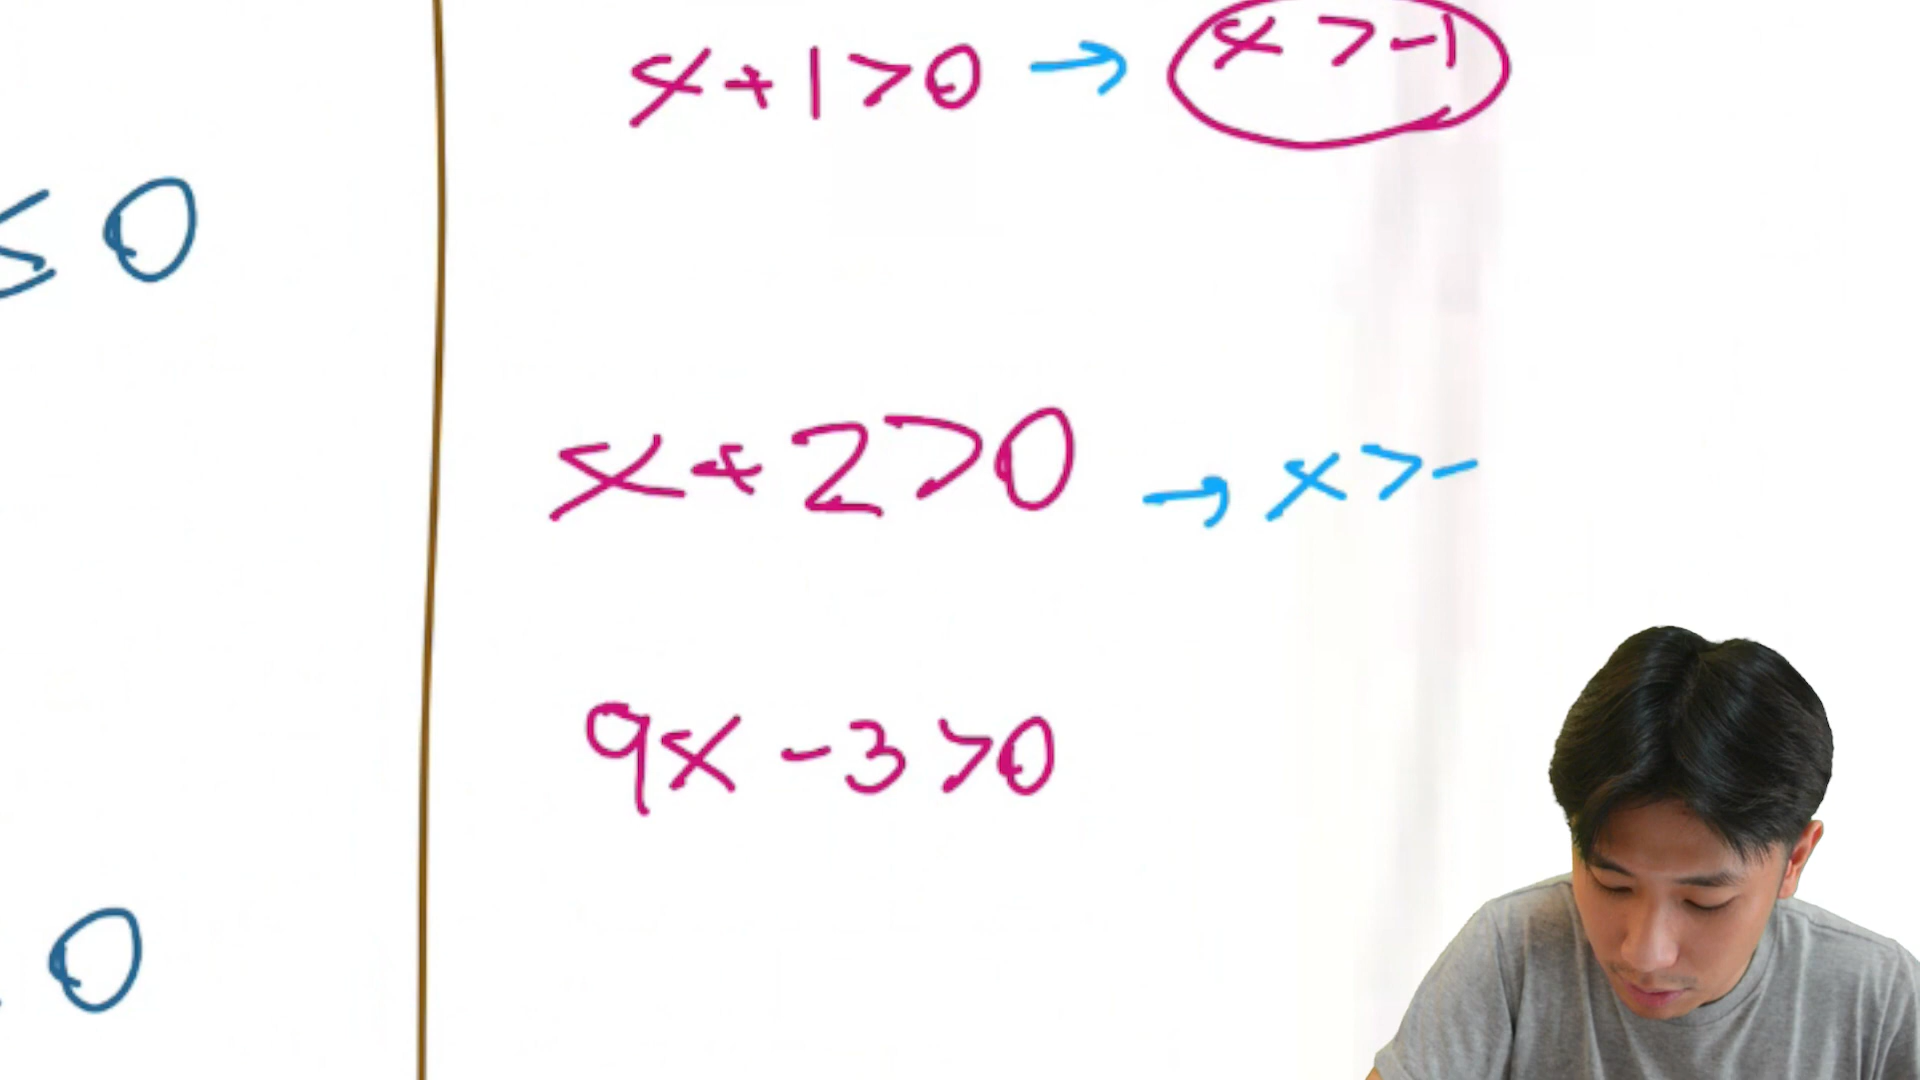 x + 1 > 0 → x > -1
≤ 0
x + 2 > 0 → x > -
9x - 3 > 0
0